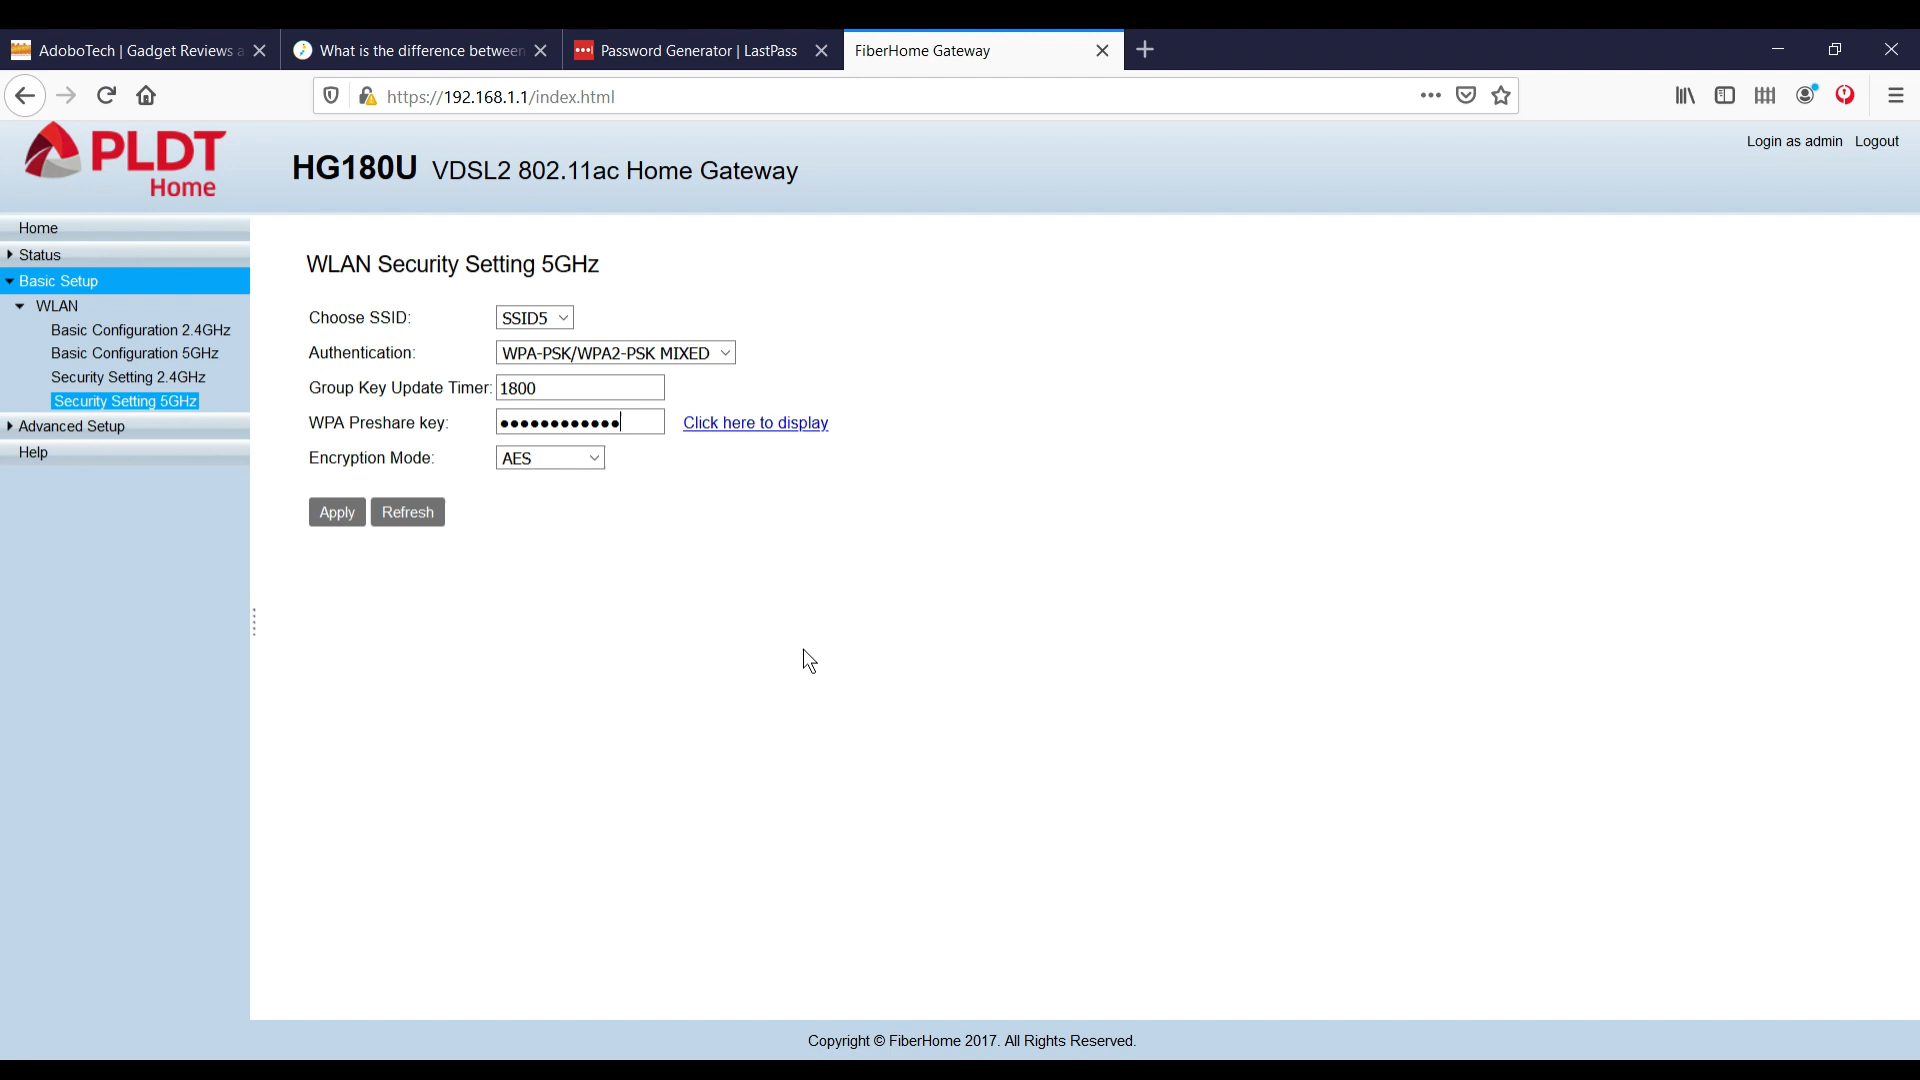 AdoboTech | Gadget Reviews a
What is the difference between
Password Generator | LastPass
FiberHome Gateway
https://192.168.1.1/index.html
PLDT
Home
HG180U VDSL2 802.11ac Home Gateway
Login as admin Logout
Home
Status
Basic Setup
WLAN
Basic Configuration 2.4GHz
Basic Configuration 5GHz
Security Setting 2.4GHz
Security Setting 5GHz
Advanced Setup
Help
WLAN Security Setting 5GHz
Choose SSID: SSID5
Authentication: WPA-PSK/WPA2-PSK MIXED
Group Key Update Timer: 1800
WPA Preshare key: ●●●●●●●●●●●● Click here to display
Encryption Mode: AES
Apply Refresh
Copyright © FiberHome 2017. All Rights Reserved.